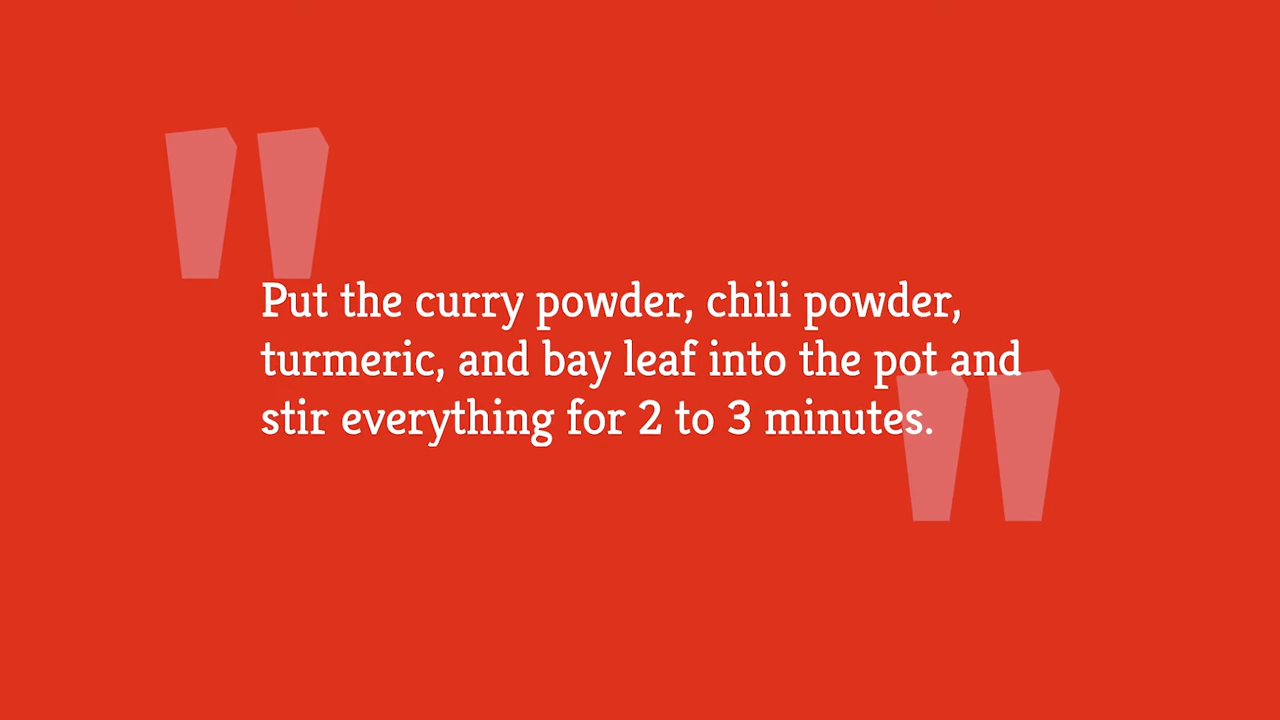 Put the curry powder, chili powder,
turmeric, and bay leaf into the pot and
stir everything for 2 to 3 minutes.